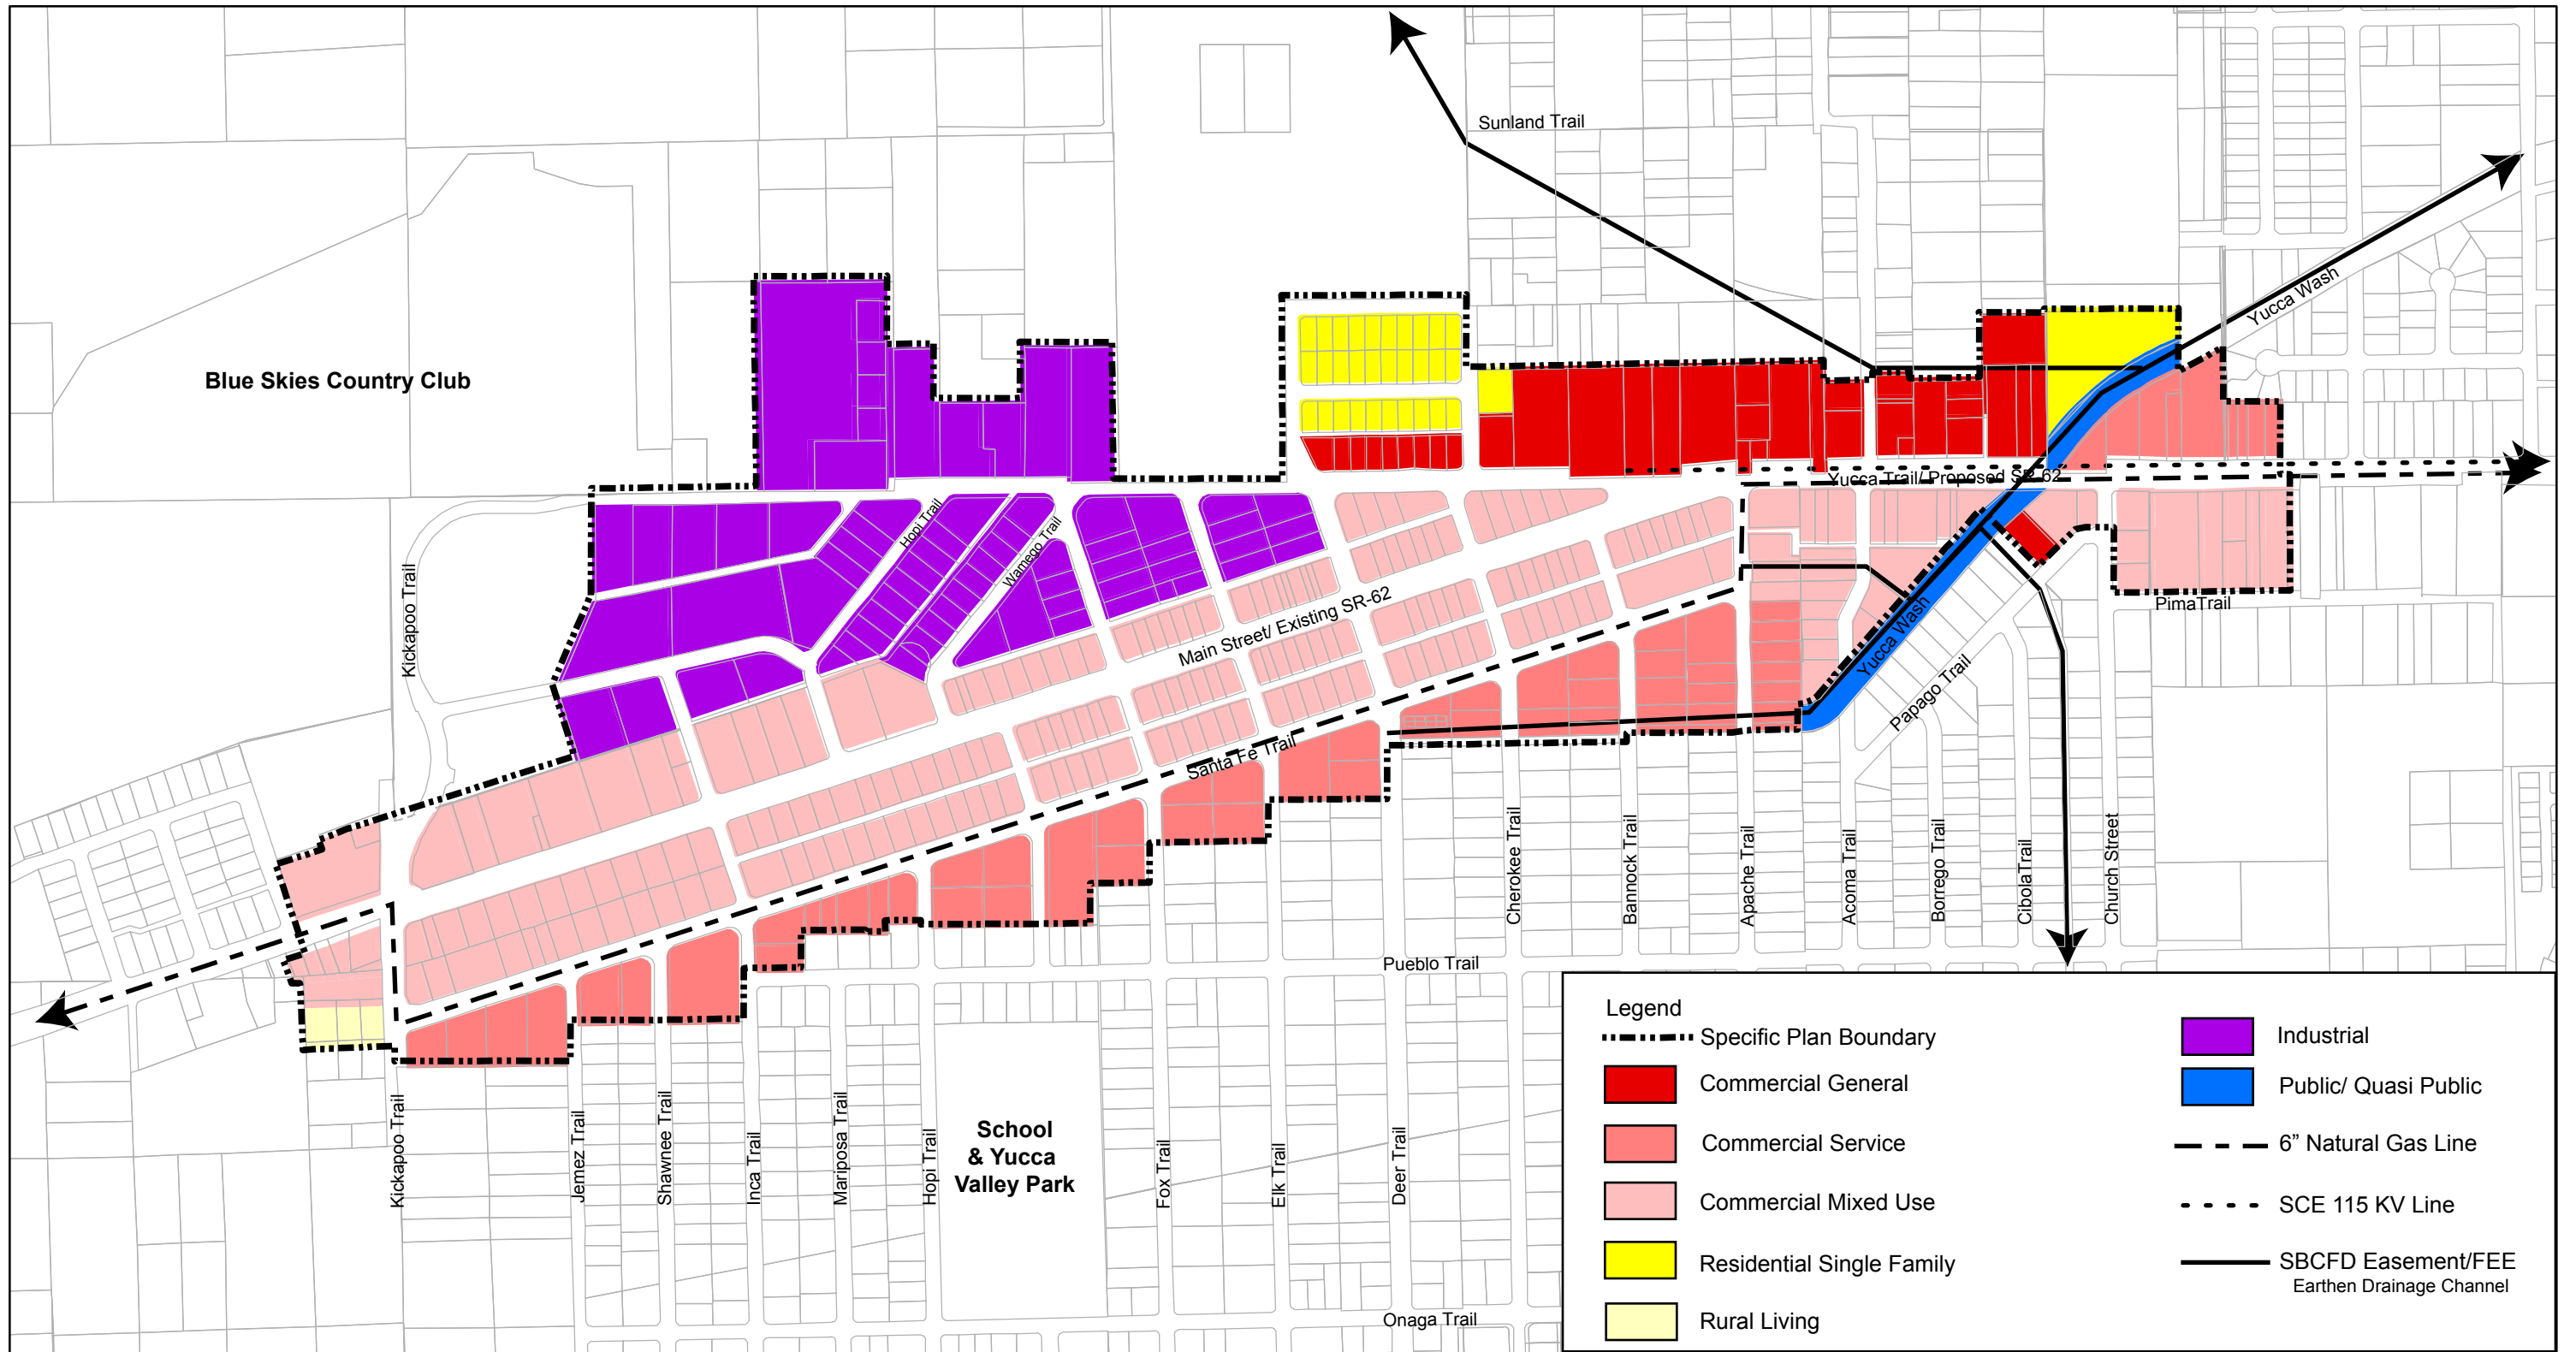 Sunland Trail
Yucca Wash
Blue Skies Country Club
Yucca Trail/ Proposed SR-62
Hopi Trail
Wamego Trail
Kickapoo Trail
Main Street/ Existing SR-62
PimaTrail
Yucca Wash
Papago Trail
Santa Fe Trail
Cherokee Trail
Bannock Trail
Apache Trail
Acoma Trail
Borrego Trail
CibolaTrail
Church Street
Pueblo Trail
Kickapoo Trail
Jemez Trail
Shawnee Trail
Inca Trail
Mariposa Trail
Hopi Trail
School
& Yucca
Valley Park
Fox Trail
Elk Trail
Deer Trail
Onaga Trail
Legend
Specific Plan Boundary
Commercial General
Commercial Service
Commercial Mixed Use
Residential Single Family
Rural Living
Industrial
Public/ Quasi Public
6” Natural Gas Line
SCE 115 KV Line
SBCFD Easement/FEE
Earthen Drainage Channel